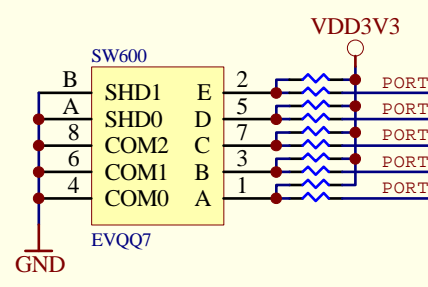 VDD3V3
SW600
B SHD1 E 2 PORT
A SHD0 D 5 PORT
8 COM2 C 7 PORT
6 COM1 B 3 PORT
4 COM0 A 1 PORT
EVQQ7
GND